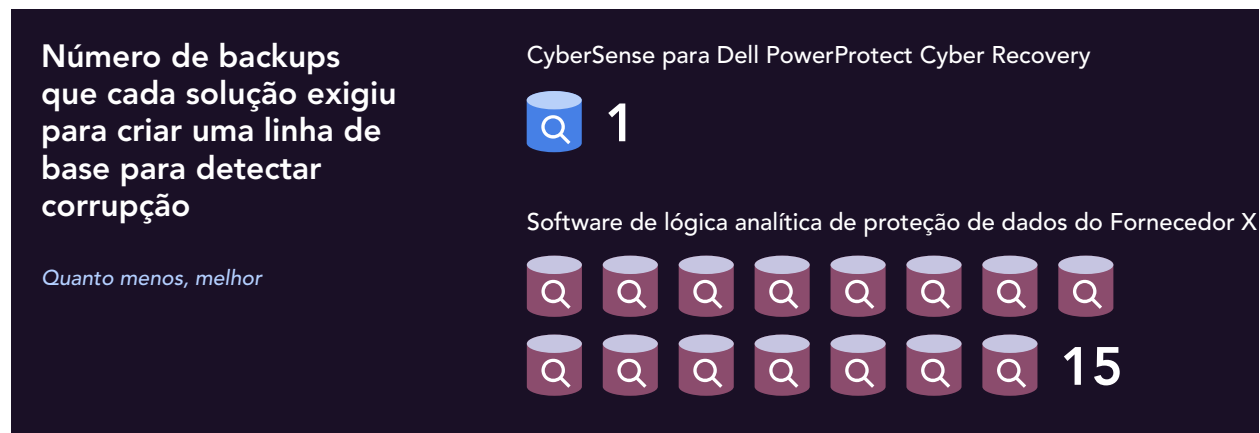 Número de backups
que cada solução exigiu
para criar uma linha de
base para detectar
corrupção
Quanto menos, melhor
CyberSense para Dell PowerProtect Cyber Recovery
1
Software de lógica analítica de proteção de dados do Fornecedor X
15